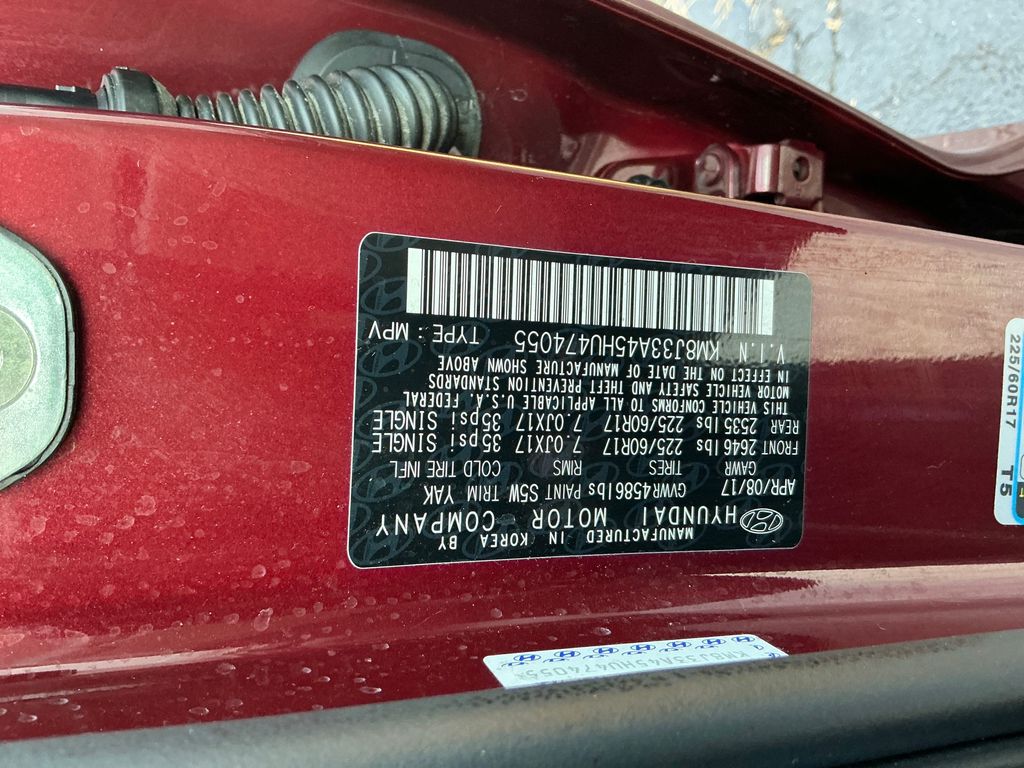 MANUFACTURED IN KOREA BY
HYUNDAI MOTOR COMPANY
APR/08/17 GVWR 4586 lbs PAINT S5W TRIM YAK
GAWR TIRES RIMS COLD TIRE INFL
FRONT 2646 lbs 225/60R17 7.0JX17 35psi SINGLE
REAR 2535 lbs 225/60R17 7.0JX17 35psi SINGLE
THIS VEHICLE CONFORMS TO ALL APPLICABLE U.S.A. FEDERAL
MOTOR VEHICLE SAFETY AND THEFT PREVENTION STANDARDS
IN EFFECT ON THE DATE OF MANUFACTURE SHOWN ABOVE
V.I.N KM8J33A45HU474055 TYPE : MPV
KM8J33A45HU474055*
225/60R17
T5